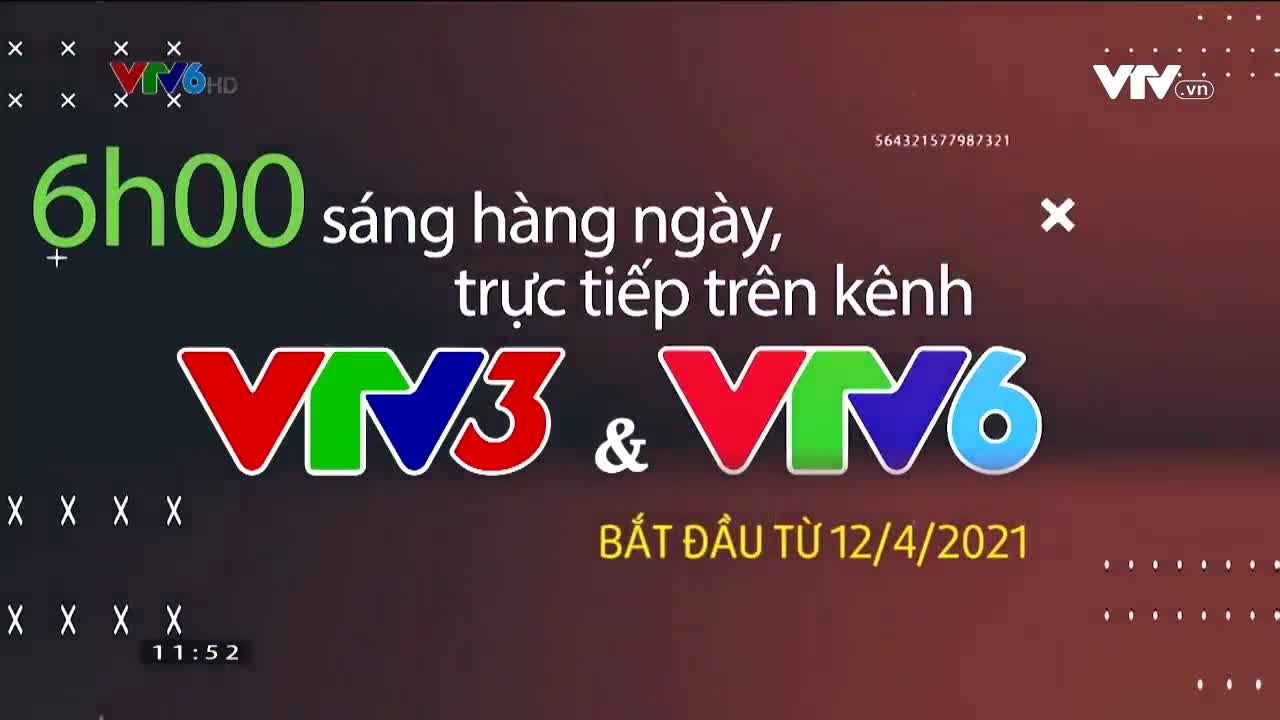 VTV6HD
VTV.vn
564321577987321
6h00 sáng hàng ngày,
trực tiếp trên kênh
VTV3 & VTV6
BẮT ĐẦU TỪ 12/4/2021
11:52